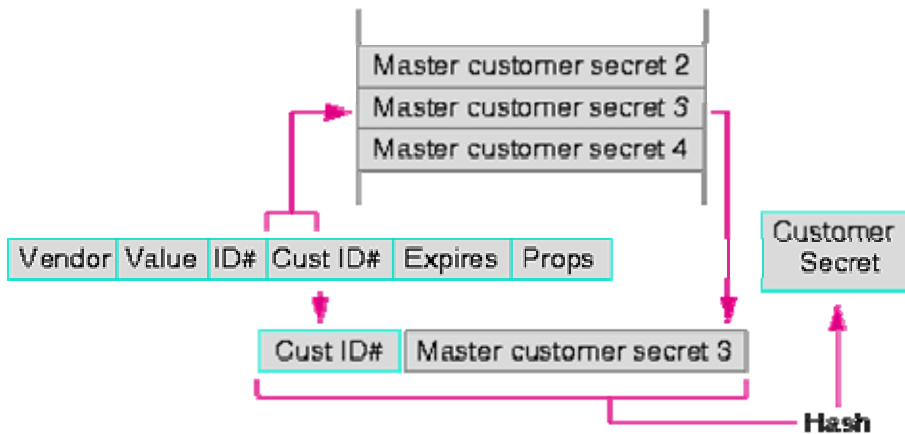 Master customer secret 2
Master customer secret 3
Master customer secret 4
Vendor Value ID# Cust ID# Expires Props
Customer
Secret
Cust ID# Master customer secret 3
Hash